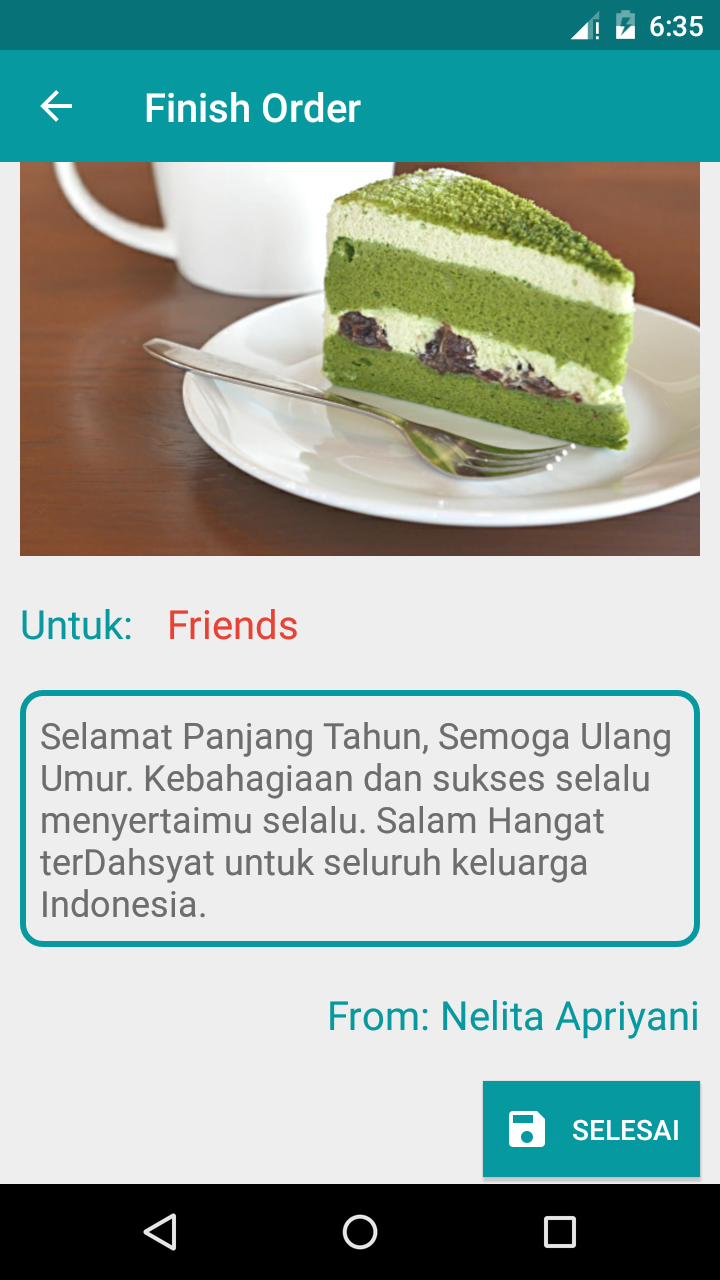 6:35
Finish Order
Untuk: Friends
Selamat Panjang Tahun, Semoga Ulang
Umur. Kebahagiaan dan sukses selalu
menyertaimu selalu. Salam Hangat
terDahsyat untuk seluruh keluarga
Indonesia.
From: Nelita Apriyani
SELESAI